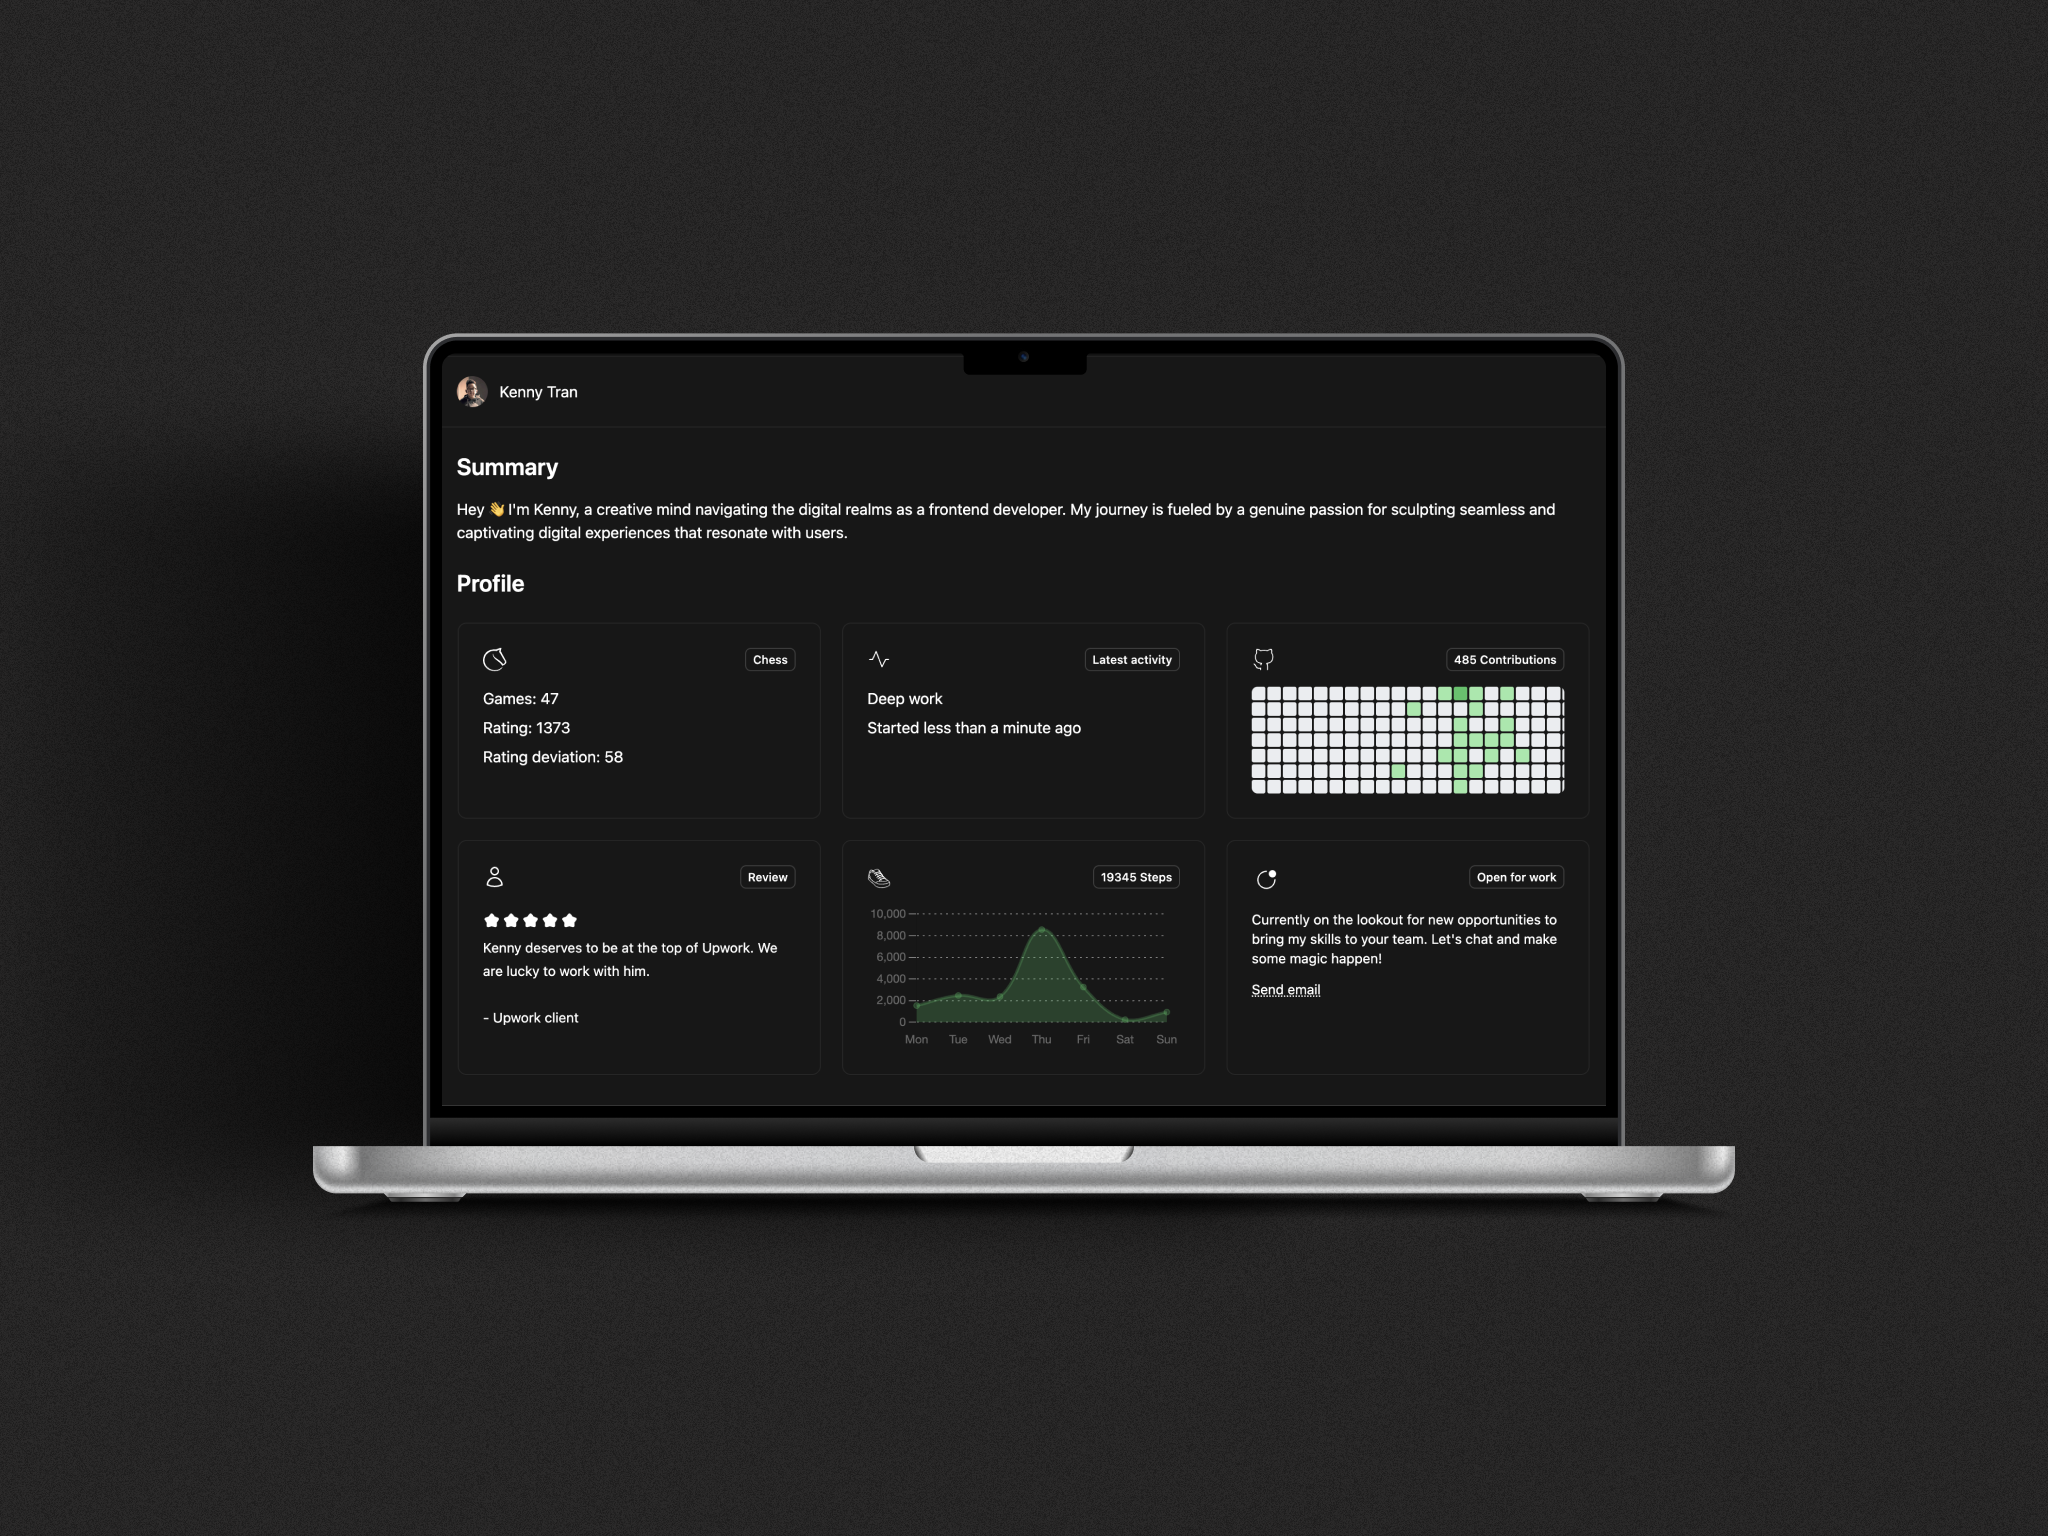 Kenny Tran
Summary
Hey 👋 I'm Kenny, a creative mind navigating the digital realms as a frontend developer. My journey is fueled by a genuine passion for sculpting seamless and
captivating digital experiences that resonate with users.
Profile
Chess
Games: 47
Rating: 1373
Rating deviation: 58
Latest activity
Deep work
Started less than a minute ago
485 Contributions
Review
Kenny deserves to be at the top of Upwork. We
are lucky to work with him.
- Upwork client
19345 Steps
10,000
8,000
6,000
4,000
2,000
0
Mon Tue Wed Thu Fri Sat Sun
Open for work
Currently on the lookout for new opportunities to
bring my skills to your team. Let's chat and make
some magic happen!
Send email